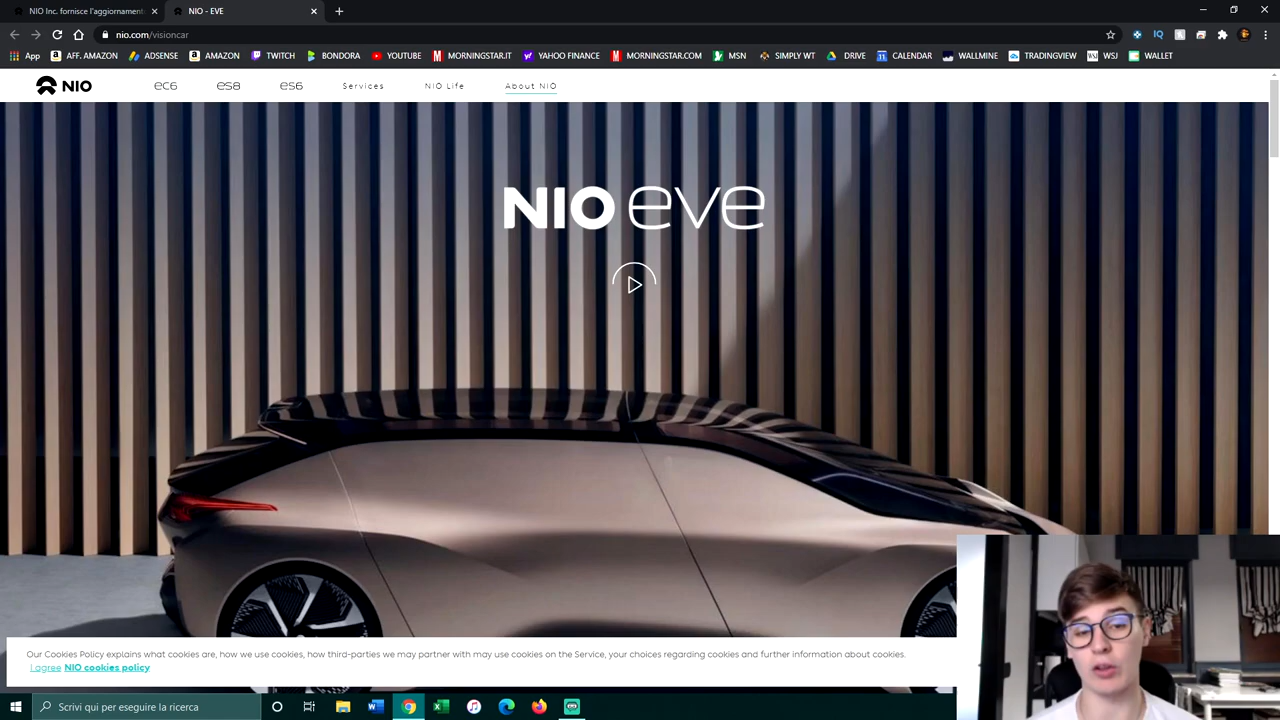 NIO Inc. fornisce l'aggiornament
NIO - EVE
nio.com/visioncar
App AFF. AMAZON ADSENSE AMAZON TWITCH BONDORA YOUTUBE MORNINGSTAR.IT YAHOO FINANCE MORNINGSTAR.COM MSN SIMPLY WT DRIVE CALENDAR WALLMINE TRADINGVIEW WSJ WALLET
NIO ec6 es8 es6 Services NIO Life About NIO
NIO eve
Our Cookies Policy explains what cookies are, how we use cookies, how third-parties we may partner with may use cookies on the Service, your choices regarding cookies and further information about cookies.
I agree NIO cookies policy
Scrivi qui per eseguire la ricerca